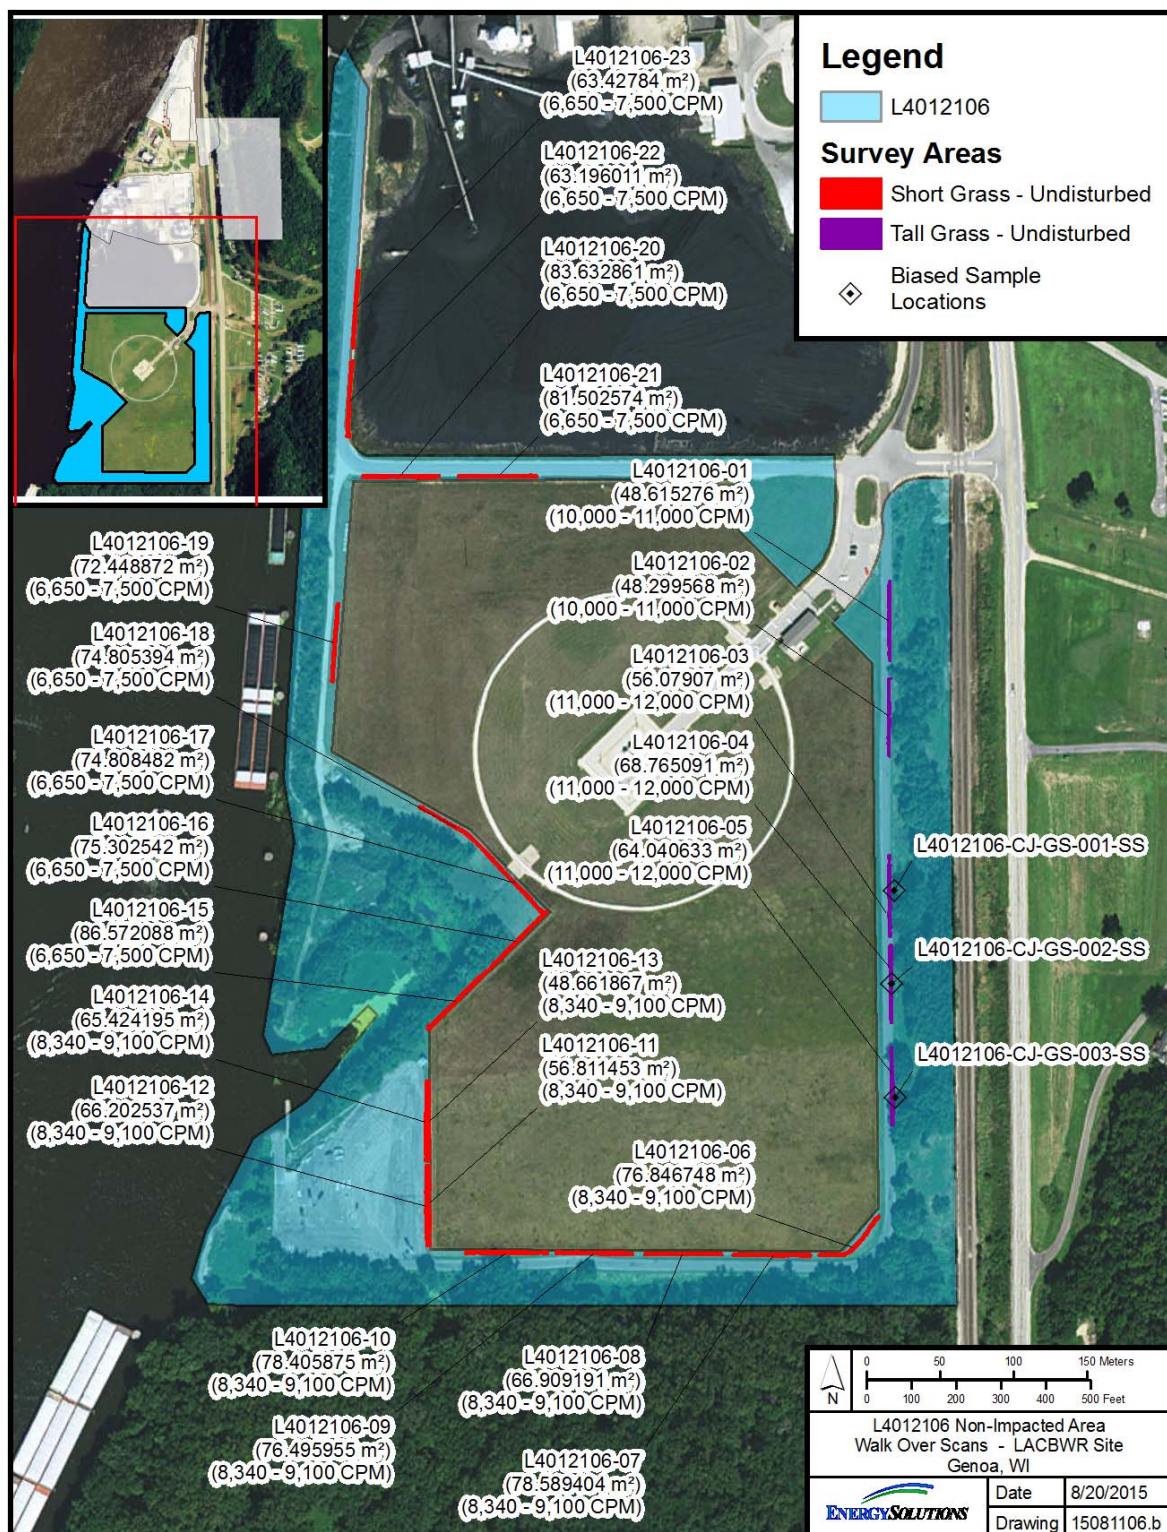 Legend
L4012106
Survey Areas
Short Grass - Undisturbed
Tall Grass - Undisturbed
Biased Sample
Locations
L4012106-23
(63.42784 m²)
(6,650 - 7,500 CPM)
L4012106-22
(63.196011 m²)
(6,650 - 7,500 CPM)
L4012106-20
(83.632861 m²)
(6,650 - 7,500 CPM)
L4012106-21
(81.502574 m²)
(6,650 - 7,500 CPM)
L4012106-01
(48.615276 m²)
(10,000 - 11,000 CPM)
L4012106-02
(48.299568 m²)
(10,000 - 11,000 CPM)
L4012106-03
(56.07907 m²)
(11,000 - 12,000 CPM)
L4012106-04
(68.765091 m²)
(11,000 - 12,000 CPM)
L4012106-05
(64.040633 m²)
(11,000 - 12,000 CPM)
L4012106-19
(72.448872 m²)
(6,650 - 7,500 CPM)
L4012106-18
(74.805394 m²)
(6,650 - 7,500 CPM)
L4012106-17
(74.808482 m²)
(6,650 - 7,500 CPM)
L4012106-16
(75.302542 m²)
(6,650 - 7,500 CPM)
L4012106-15
(86.572088 m²)
(6,650 - 7,500 CPM)
L4012106-14
(65.424195 m²)
(8,340 - 9,100 CPM)
L4012106-12
(66.202537 m²)
(8,340 - 9,100 CPM)
L4012106-13
(48.661867 m²)
(8,340 - 9,100 CPM)
L4012106-11
(56.811453 m²)
(8,340 - 9,100 CPM)
L4012106-06
(76.846748 m²)
(8,340 - 9,100 CPM)
L4012106-CJ-GS-001-SS
L4012106-CJ-GS-002-SS
L4012106-CJ-GS-003-SS
L4012106-10
(78.405875 m²)
(8,340 - 9,100 CPM)
L4012106-09
(76.495955 m²)
(8,340 - 9,100 CPM)
L4012106-08
(66.909191 m²)
(8,340 - 9,100 CPM)
L4012106-07
(78.589404 m²)
(8,340 - 9,100 CPM)
N
0 50 100 150 Meters
0 100 200 300 400 500 Feet
L4012106 Non-Impacted Area
Walk Over Scans - LACBWR Site
Genoa, WI
ENERGYSOLUTIONS
Date 8/20/2015
Drawing 15081106.b